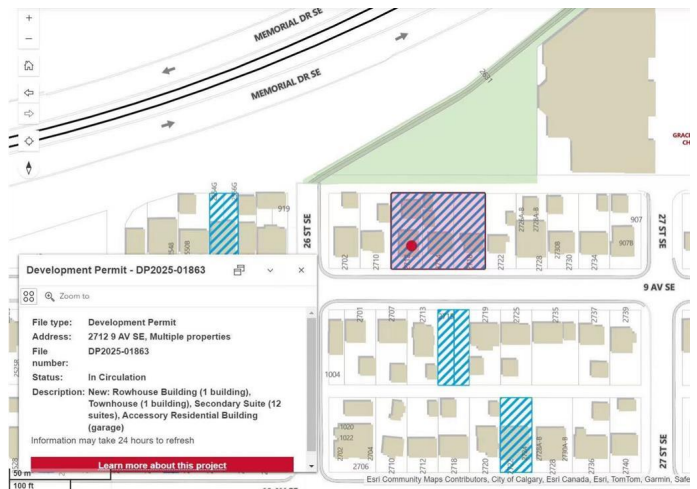 MEMORIAL DR SE
MEMORIAL DR SE
2631
GRACE
CH
919
26 ST SE
2702
2710
2722
2728
2730B
2730
2734
907
907B
27 ST SE
9 AV SE
Development Permit - DP2025-01863
Zoom to
File type: Development Permit
Address: 2712 9 AV SE, Multiple properties
File number: DP2025-01863
Status: In Circulation
Description: New: Rowhouse Building (1 building), Townhouse (1 building), Secondary Suite (12 suites), Accessory Residential Building (garage)
Information may take 24 hours to refresh
Learn more about this project
2701
2707
2713
2719
2725
2735
2737
2739
1004
1020
1022
2702
2704
2706
2710
2712
2718
2720
2728
2730A-B
2736
2740
27 ST SE
50 m
100 ft
Esri Community Maps Contributors, City of Calgary, Esri Canada, Esri, TomTom, Garmin, Safe